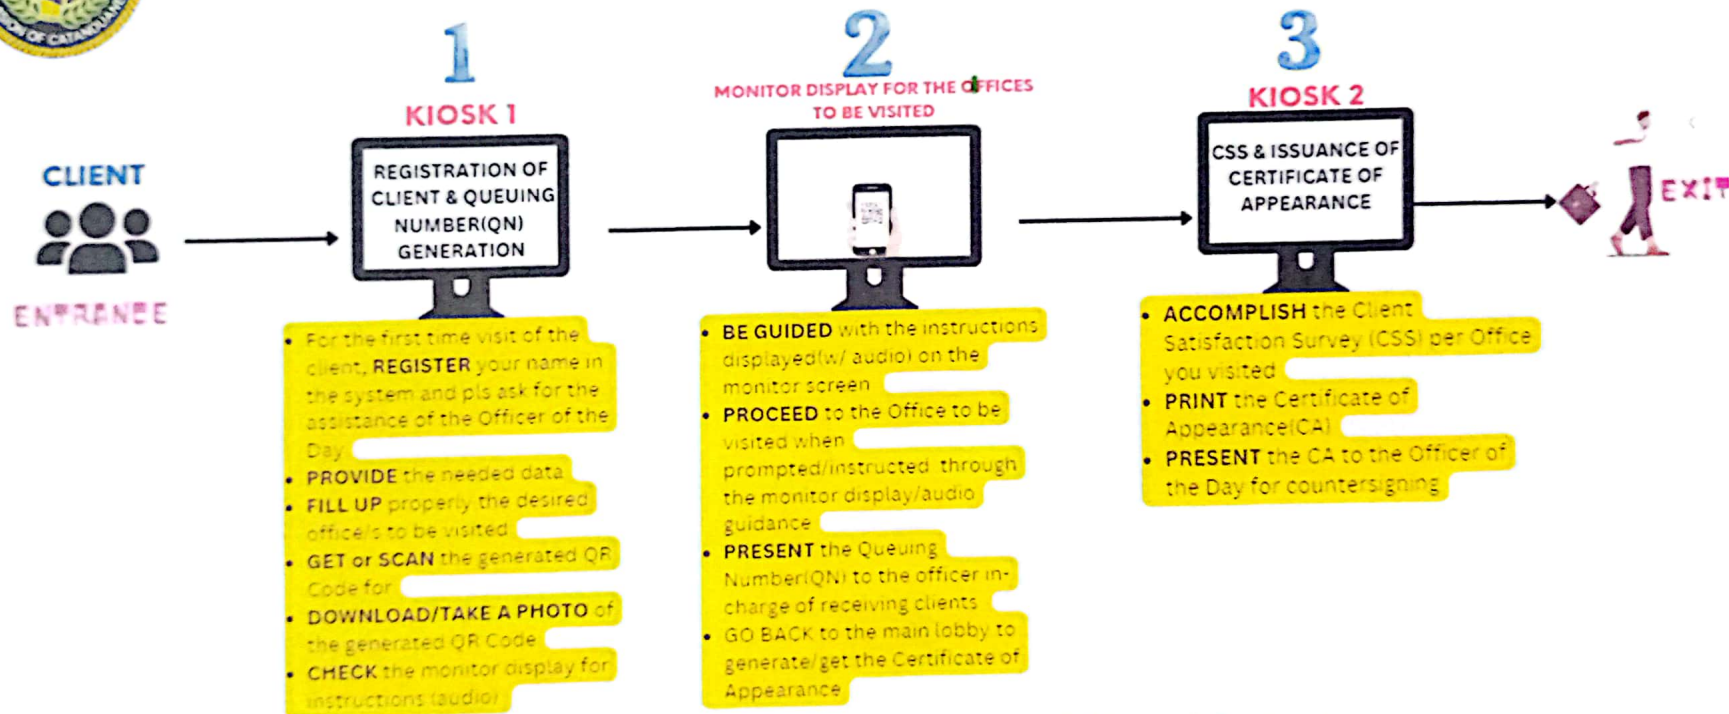 SION OF CATANDUANE
1
KIOSK 1
REGISTRATION OF
CLIENT & QUEUING
NUMBER(QN)
GENERATION
CLIENT
ENTRANCE
• For the first time visit of the
client, REGISTER your name in
the system and pls ask for the
assistance of the Officer of the
Day
• PROVIDE the needed data
• FILL UP properly the desired
office/s to be visited
• GET or SCAN the generated QR
Code for
• DOWNLOAD/TAKE A PHOTO of
the generated QR Code
• CHECK the monitor display for
instructions (audio)
2
MONITOR DISPLAY FOR THE OFFICES
TO BE VISITED
• BE GUIDED with the instructions
displayed(w/ audio) on the
monitor screen
• PROCEED to the Office to be
visited when
prompted/instructed through
the monitor display/audio
guidance
• PRESENT the Queuing
Number(QN) to the officer in-
charge of receiving clients
• GO BACK to the main lobby to
generate/get the Certificate of
Appearance
3
KIOSK 2
CSS & ISSUANCE OF
CERTIFICATE OF
APPEARANCE
• ACCOMPLISH the Client
Satisfaction Survey (CSS) per Office
you visited
• PRINT the Certificate of
Appearance(CA)
• PRESENT the CA to the Officer of
the Day for countersigning
EXIT